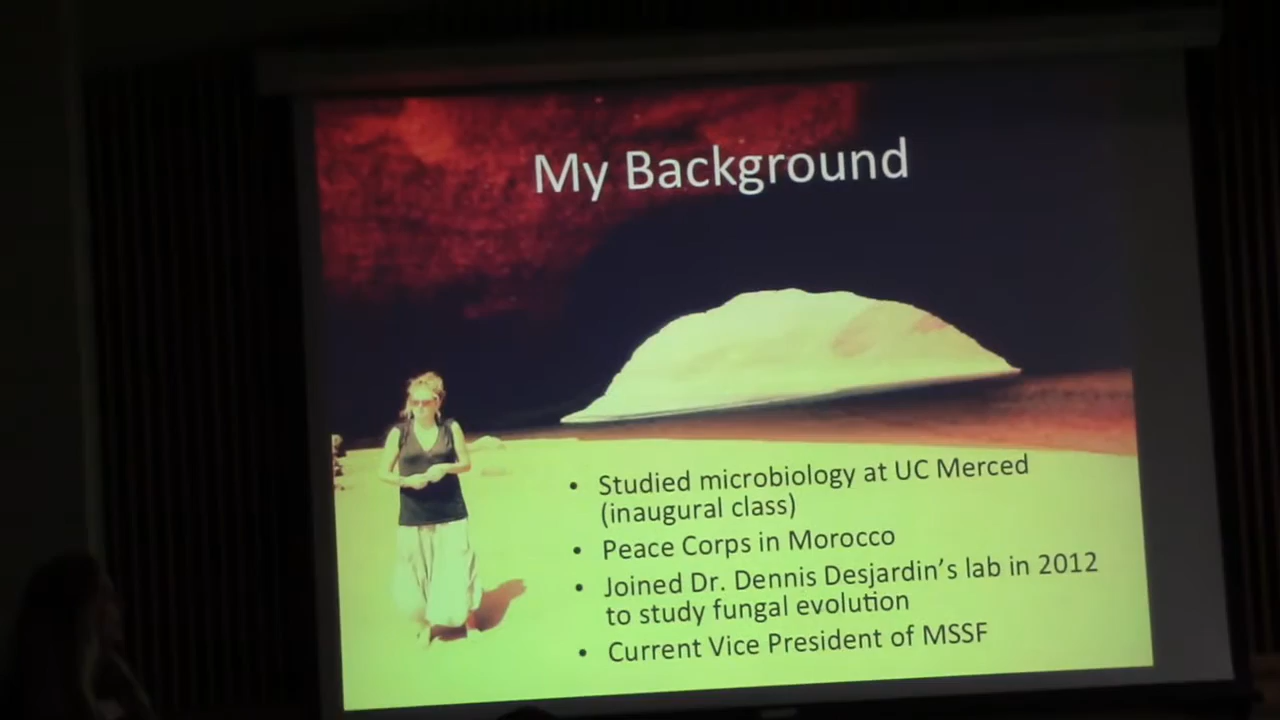 My Background
• Studied microbiology at UC Merced
(inaugural class)
• Peace Corps in Morocco
• Joined Dr. Dennis Desjardin's lab in 2012
to study fungal evolution
• Current Vice President of MSSF